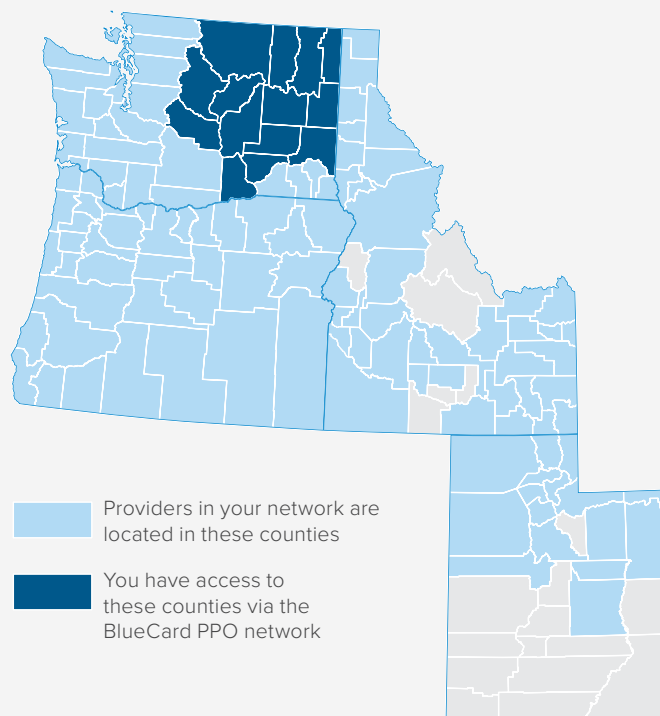 Providers in your network are
located in these counties
You have access to
these counties via the
BlueCard PPO network